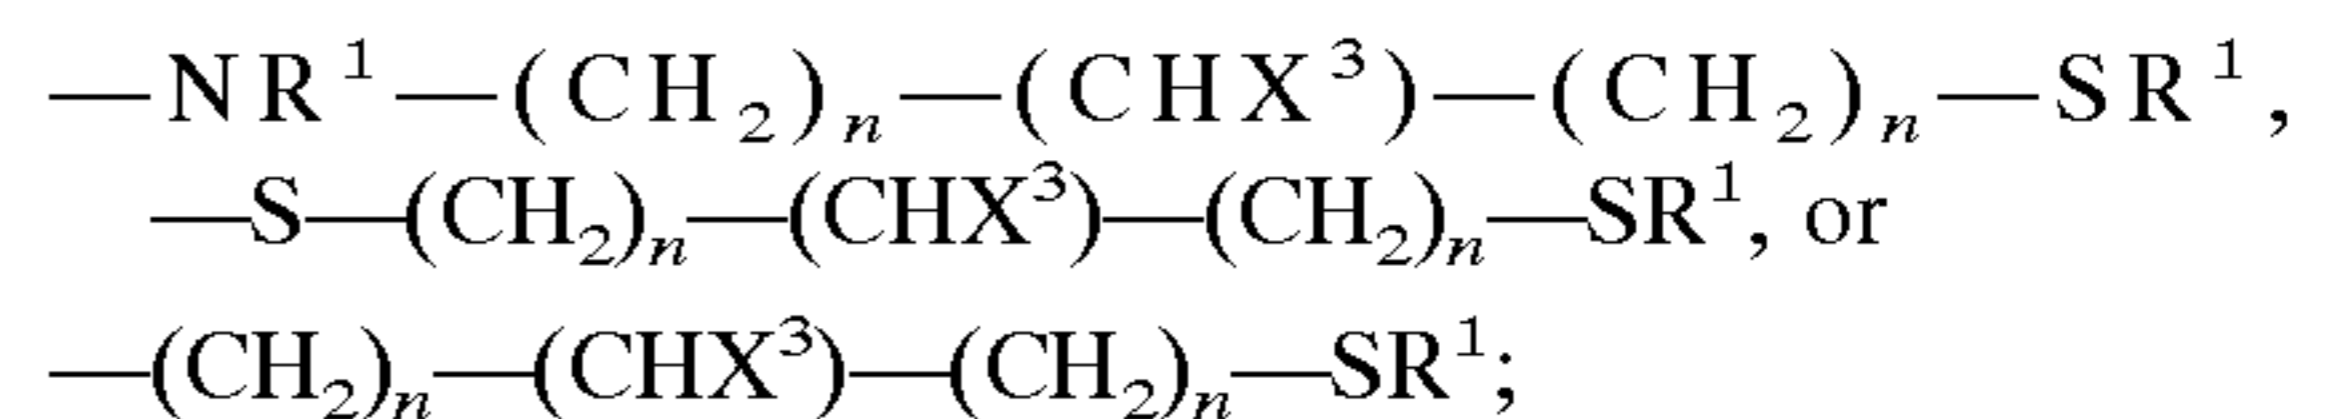 —NR¹—(CH₂)ₙ—(CHX³)—(CH₂)ₙ—SR¹,
—S—(CH₂)ₙ—(CHX³)—(CH₂)ₙ—SR¹, or
—(CH₂)ₙ—(CHX³)—(CH₂)ₙ—SR¹;